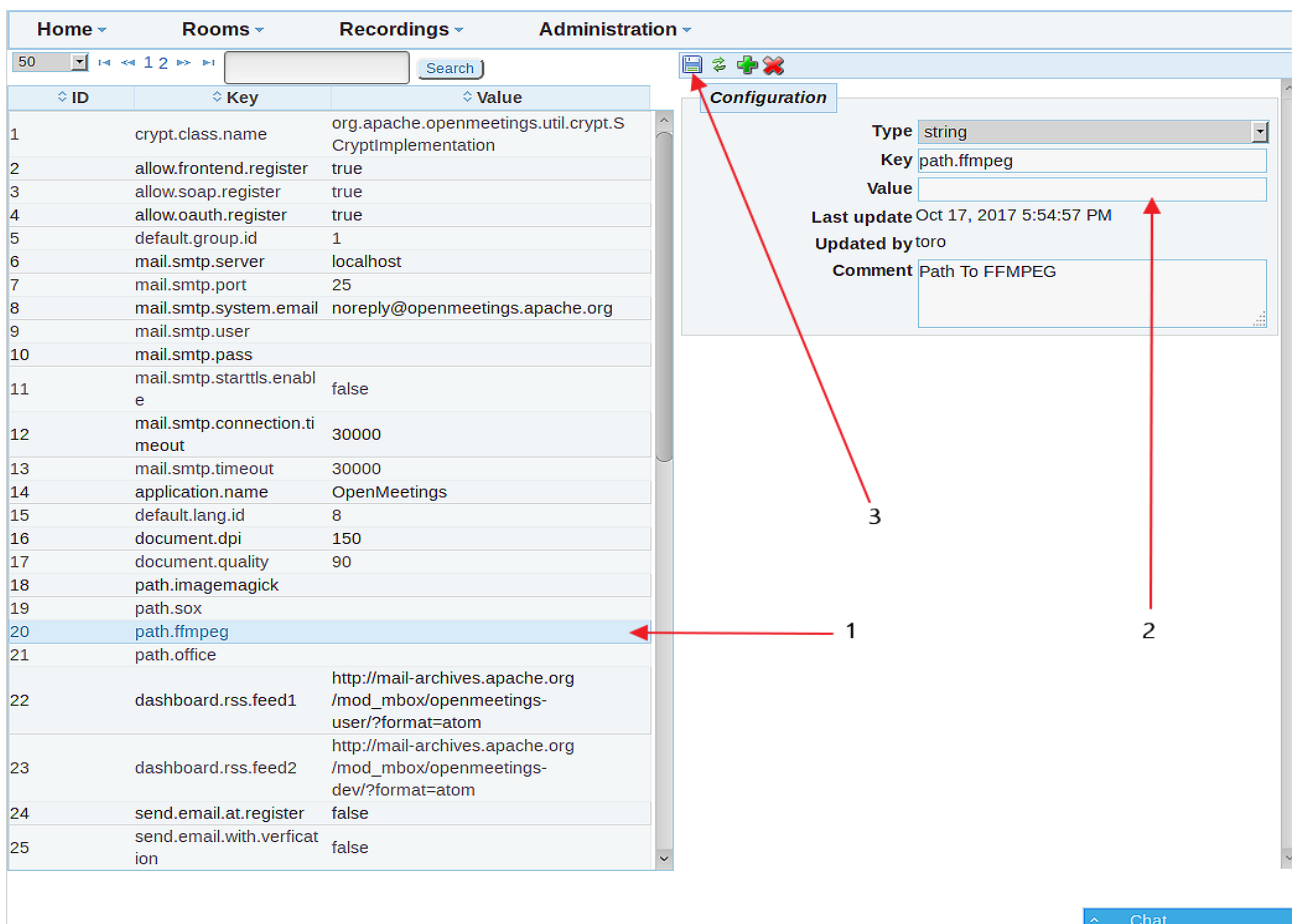 Home Rooms Recordings Administration
50 1 2 Search
ID Key Value
1 crypt.class.name org.apache.openmeetings.util.crypt.S
CryptImplementation
2 allow.frontend.register true
3 allow.soap.register true
4 allow.oauth.register true
5 default.group.id 1
6 mail.smtp.server localhost
7 mail.smtp.port 25
8 mail.smtp.system.email noreply@openmeetings.apache.org
9 mail.smtp.user
10 mail.smtp.pass
11 mail.smtp.starttls.enabl
e false
12 mail.smtp.connection.ti
meout 30000
13 mail.smtp.timeout 30000
14 application.name OpenMeetings
15 default.lang.id 8
16 document.dpi 150
17 document.quality 90
18 path.imagemagick
19 path.sox
20 path.ffmpeg
21 path.office
22 dashboard.rss.feed1 http://mail-archives.apache.org
/mod_mbox/openmeetings-
user/?format=atom
23 dashboard.rss.feed2 http://mail-archives.apache.org
/mod_mbox/openmeetings-
dev/?format=atom
24 send.email.at.register false
25 send.email.with.verficat
ion false
Configuration
Type string
Key path.ffmpeg
Value
Last update Oct 17, 2017 5:54:57 PM
Updated by toro
Comment Path To FFMPEG
3
1
2
Chat